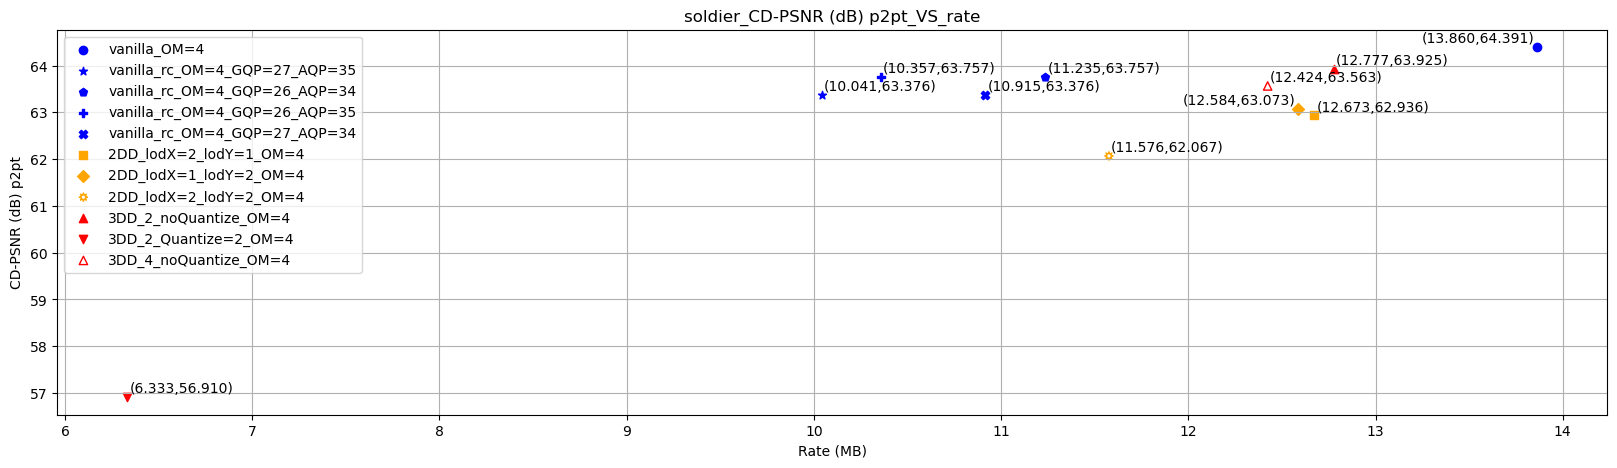 soldier_CD-PSNR (dB) p2pt_VS_rate
CD-PSNR (dB) p2pt
64
63
62
61
60
59
58
57
vanilla_OM=4
vanilla_rc_OM=4_GQP=27_AQP=35
vanilla_rc_OM=4_GQP=26_AQP=34
vanilla_rc_OM=4_GQP=26_AQP=35
vanilla_rc_OM=4_GQP=27_AQP=34
2DD_lodX=2_lodY=1_OM=4
2DD_lodX=1_lodY=2_OM=4
2DD_lodX=2_lodY=2_OM=4
3DD_2_noQuantize_OM=4
3DD_2_Quantize=2_OM=4
3DD_4_noQuantize_OM=4
(13.860,64.391)
(12.777,63.925)
(10.357,63.757)
(11.235,63.757)
(12.424,63.563)
(10.041,63.376)
(10.915,63.376)
(12.584,63.073)
(12.673,62.936)
(11.576,62.067)
(6.333,56.910)
6
7
8
9
10
11
12
13
14
Rate (MB)